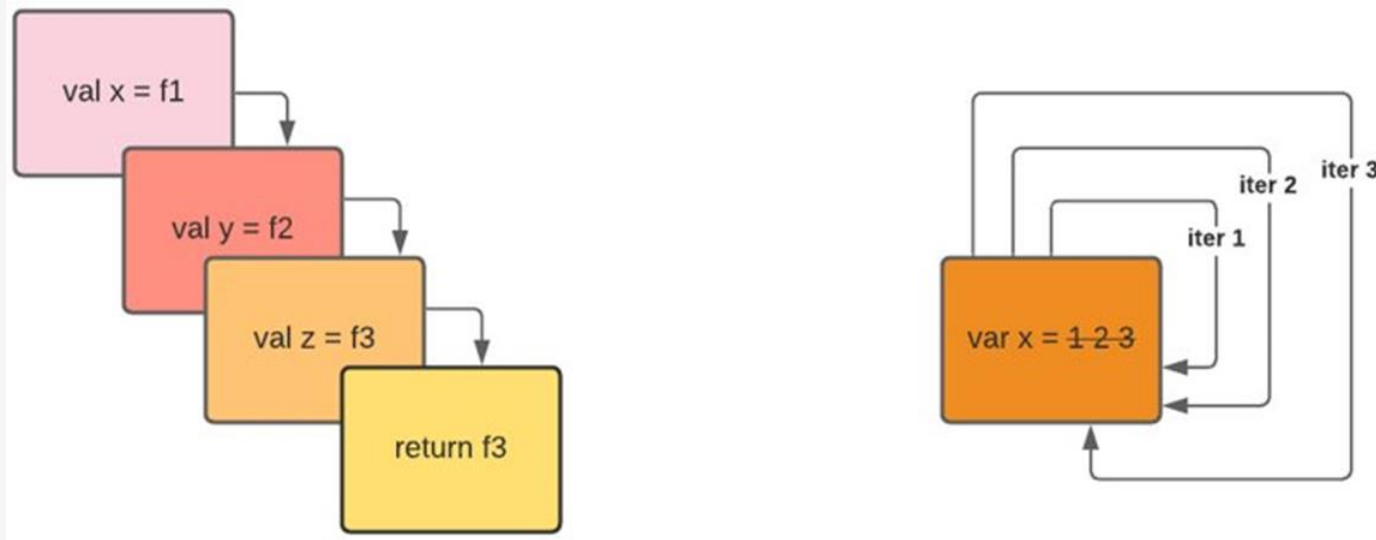 val x = f1
val y = f2
val z = f3
return f3
iter 3
iter 2
iter 1
var x = 1 2 3